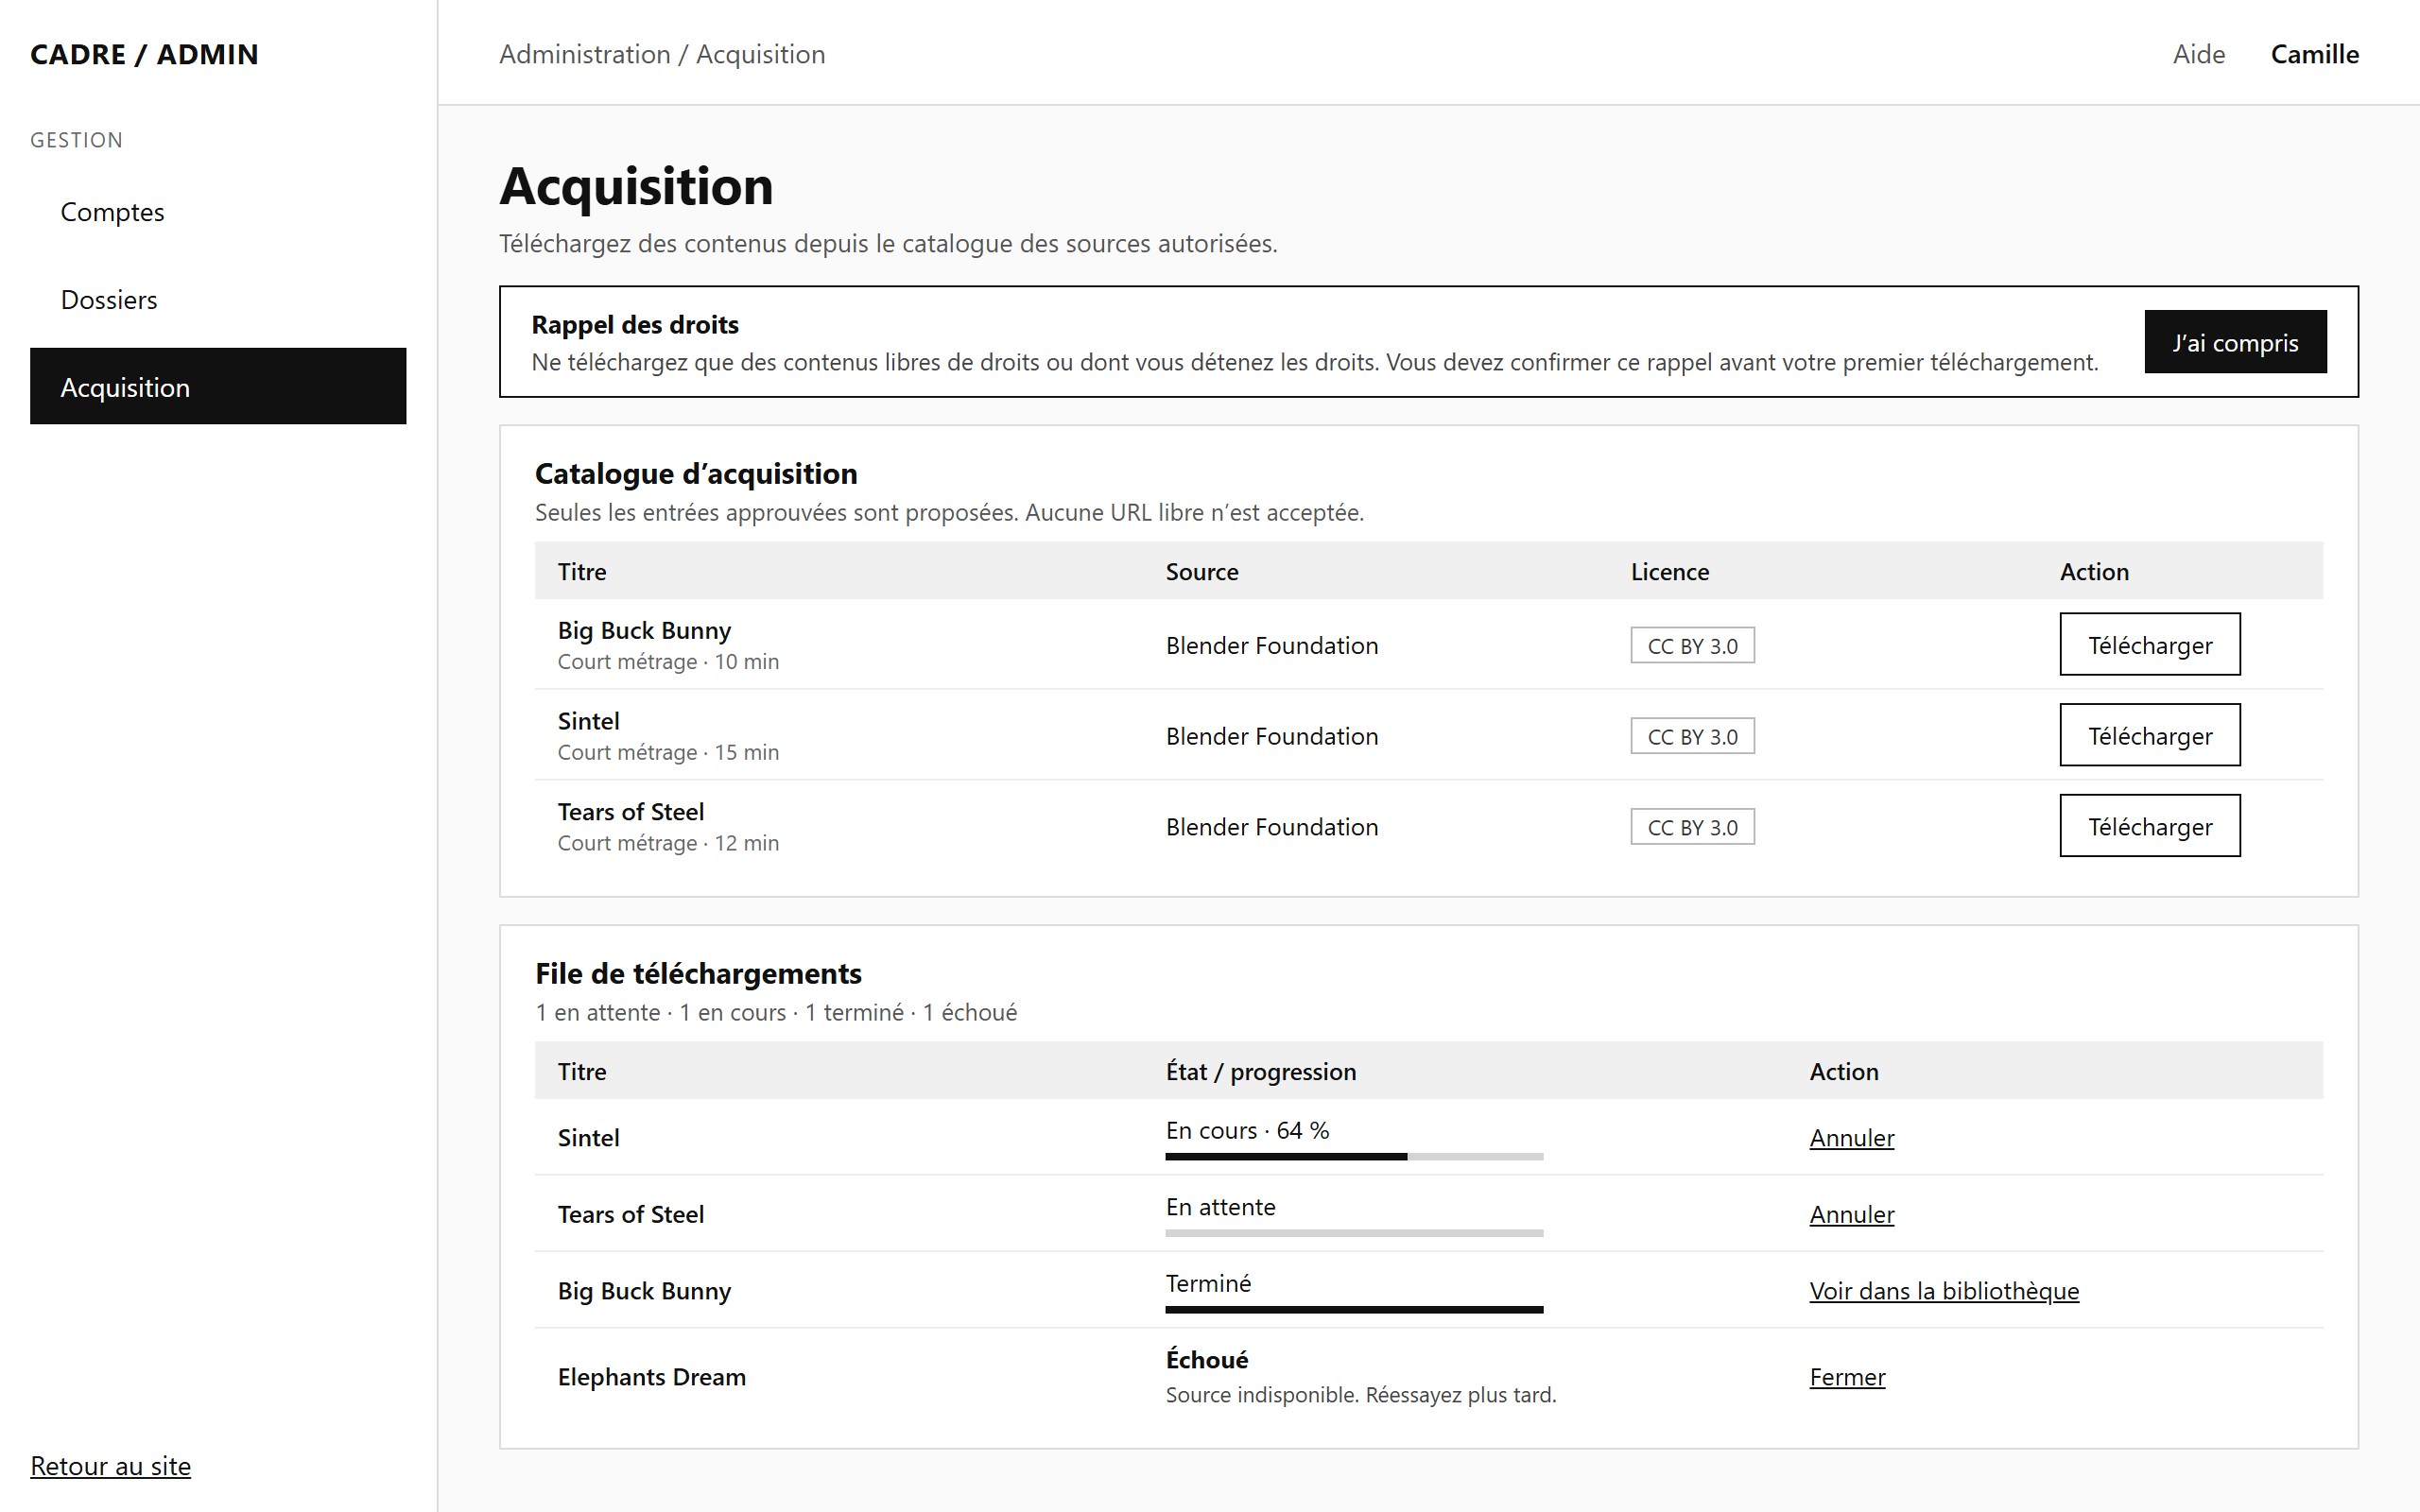 CADRE / ADMIN
GESTION
Comptes
Dossiers
Acquisition
Retour au site
Administration / Acquisition
Aide
Camille
Acquisition
Téléchargez des contenus depuis le catalogue des sources autorisées.
Rappel des droits
Ne téléchargez que des contenus libres de droits ou dont vous détenez les droits. Vous devez confirmer ce rappel avant votre premier téléchargement.
J’ai compris
Catalogue d’acquisition
Seules les entrées approuvées sont proposées. Aucune URL libre n’est acceptée.
Titre Source Licence Action
Big Buck Bunny
Court métrage · 10 min
Blender Foundation CC BY 3.0 Télécharger
Sintel
Court métrage · 15 min
Blender Foundation CC BY 3.0 Télécharger
Tears of Steel
Court métrage · 12 min
Blender Foundation CC BY 3.0 Télécharger
File de téléchargements
1 en attente · 1 en cours · 1 terminé · 1 échoué
Titre État / progression Action
Sintel En cours · 64 % Annuler
Tears of Steel En attente Annuler
Big Buck Bunny Terminé Voir dans la bibliothèque
Elephants Dream Échoué Fermer
Source indisponible. Réessayez plus tard.